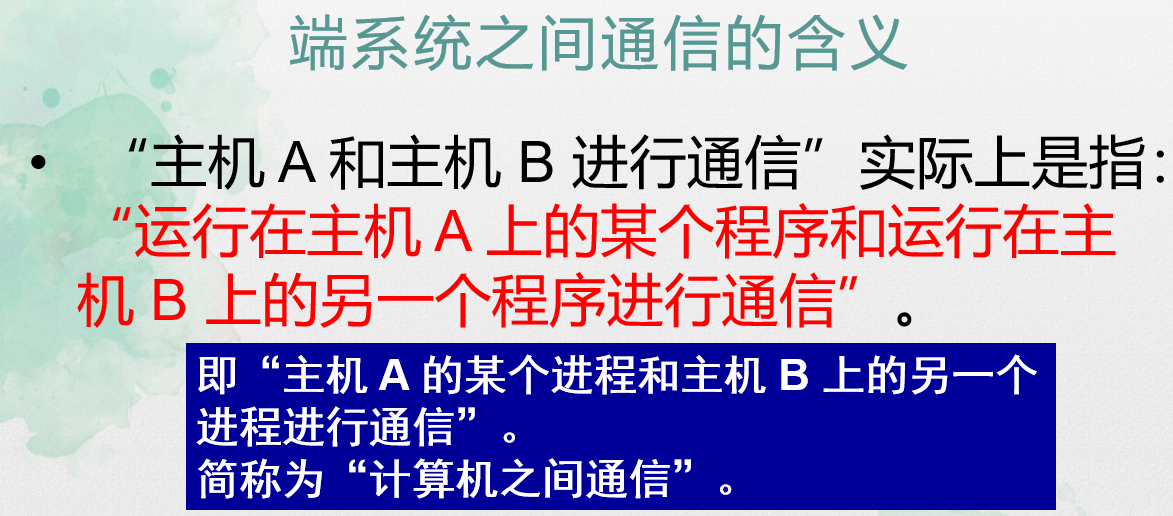 端系统之间通信的含义
• “主机 A 和主机 B 进行通信”实际上是指：
“运行在主机 A 上的某个程序和运行在主
机 B 上的另一个程序进行通信”。
即“主机 A 的某个进程和主机 B 上的另一个
进程进行通信”。
简称为“计算机之间通信”。